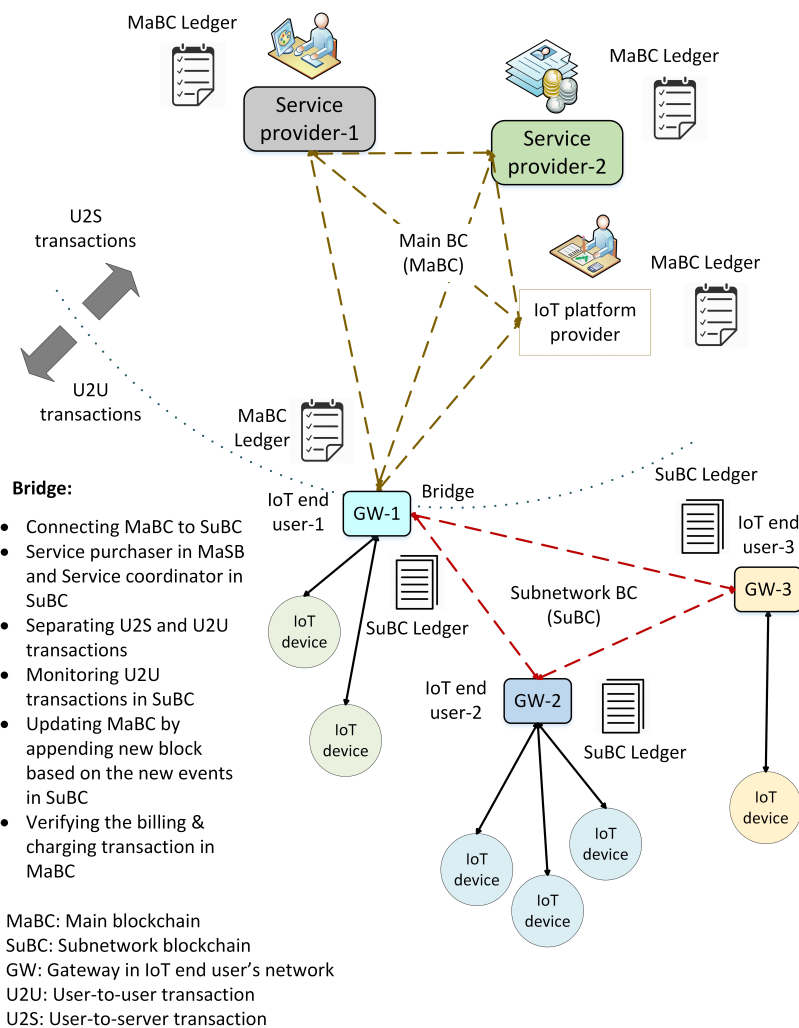 MaBC Ledger
Service
provider-1
MaBC Ledger
Service
provider-2
U2S
transactions
Main BC
(MaBC)
MaBC Ledger
IoT platform
provider
U2U
transactions
MaBC
Ledger
Bridge:
• Connecting MaBC to SuBC
• Service purchaser in MaSB
and Service coordinator in
SuBC
• Separating U2S and U2U
transactions
• Monitoring U2U
transactions in SuBC
• Updating MaBC by
appending new block
based on the new events
in SuBC
• Verifying the billing &
charging transaction in
MaBC
IoT end
user-1
GW-1
Bridge
SuBC Ledger
IoT end
user-3
GW-3
Subnetwork BC
(SuBC)
IoT
device
SuBC Ledger
IoT
device
IoT end
user-2
GW-2
SuBC Ledger
IoT
device
IoT
device
IoT
device
IoT
device
MaBC: Main blockchain
SuBC: Subnetwork blockchain
GW: Gateway in IoT end user's network
U2U: User-to-user transaction
U2S: User-to-server transaction